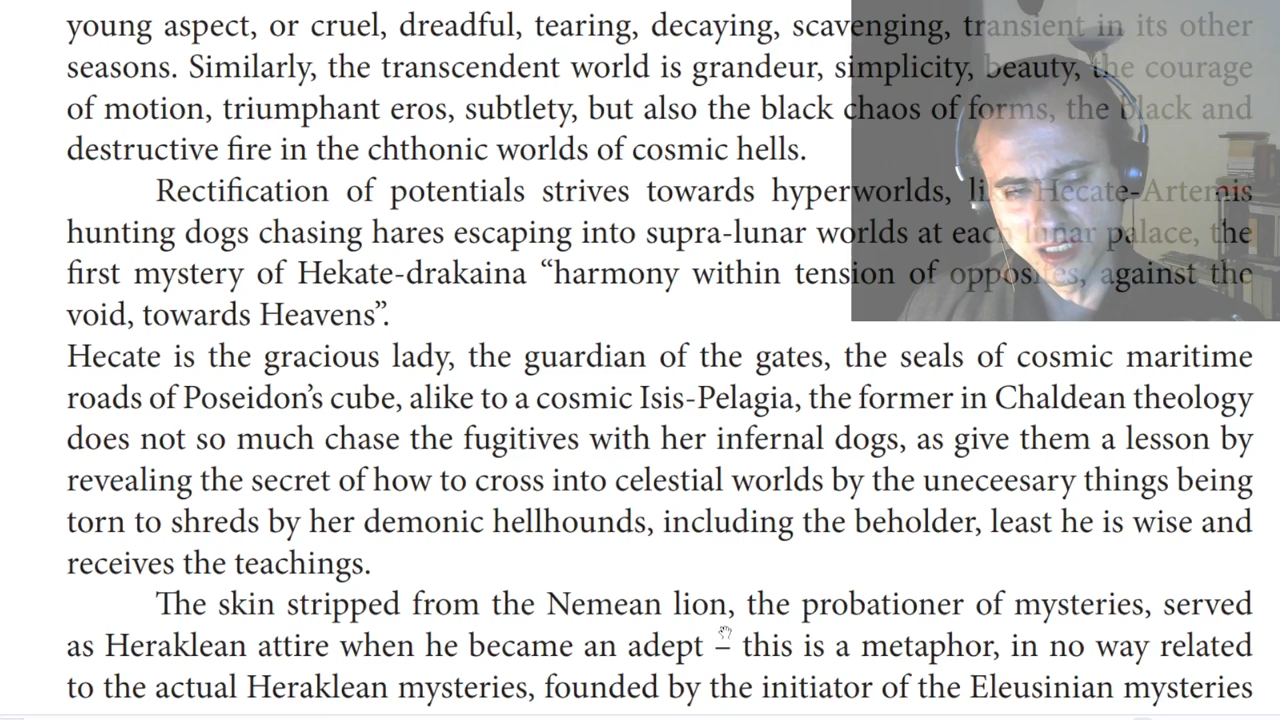 young aspect, or cruel, dreadful, tearing, decaying, scavenging, transient in its other
seasons. Similarly, the transcendent world is grandeur, simplicity, beauty, the courage
of motion, triumphant eros, subtlety, but also the black chaos of forms, the black and
destructive fire in the chthonic worlds of cosmic hells.
Rectification of potentials strives towards hyperworlds, like Hecate-Artemis
hunting dogs chasing hares escaping into supra-lunar worlds at each lunar palace, the
first mystery of Hekate-drakaina “harmony within tension of opposites, against the
void, towards Heavens”.
Hecate is the gracious lady, the guardian of the gates, the seals of cosmic maritime
roads of Poseidon’s cube, alike to a cosmic Isis-Pelagia, the former in Chaldean theology
does not so much chase the fugitives with her infernal dogs, as give them a lesson by
revealing the secret of how to cross into celestial worlds by the uneceesary things being
torn to shreds by her demonic hellhounds, including the beholder, least he is wise and
receives the teachings.
The skin stripped from the Nemean lion, the probationer of mysteries, served
as Heraklean attire when he became an adept – this is a metaphor, in no way related
to the actual Heraklean mysteries, founded by the initiator of the Eleusinian mysteries